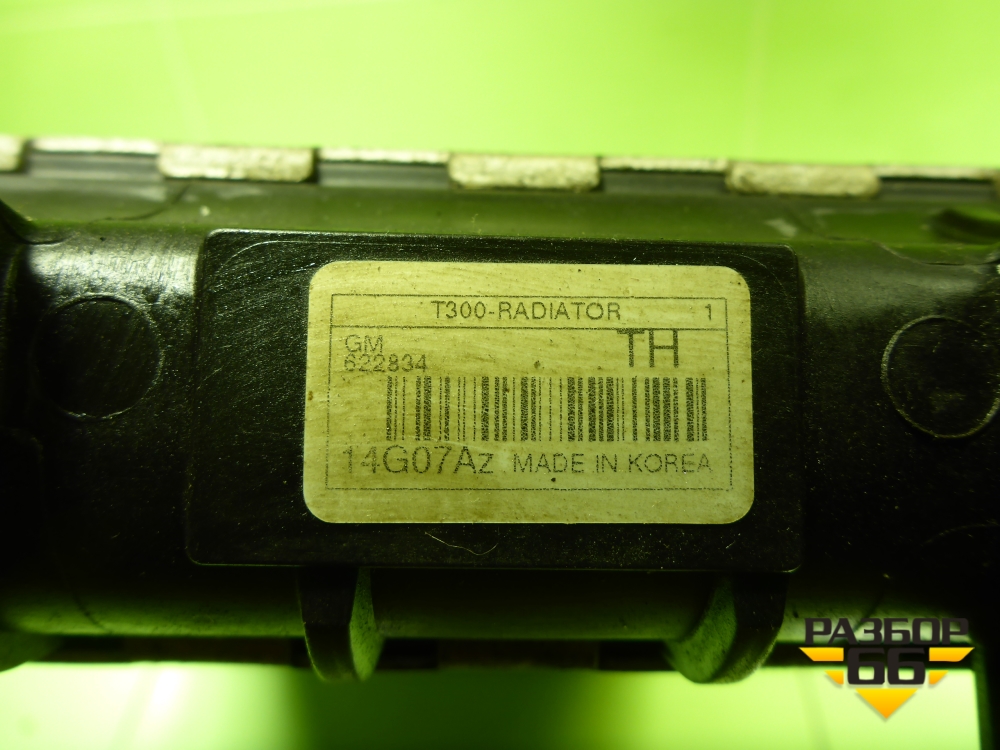 T300-RADIATOR 1
GM TH
622834
14G07Az MADE IN KOREA
РАЗБОР
66